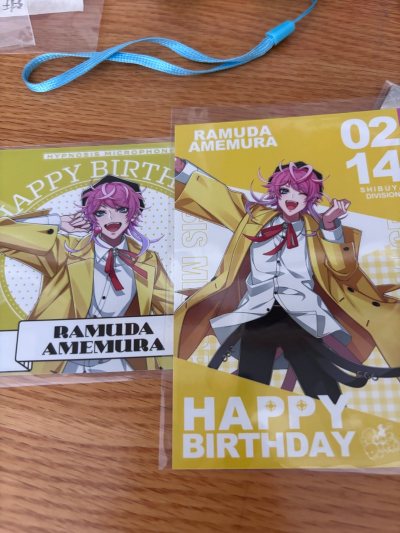 HYPNOSIS MICROPHONE
HAPPY BIRTH
RAMUDA
AMEMURA
RAMUDA
AMEMURA
02
14
SHIBUYA
DIVISION
HAPPY
BIRTHDAY